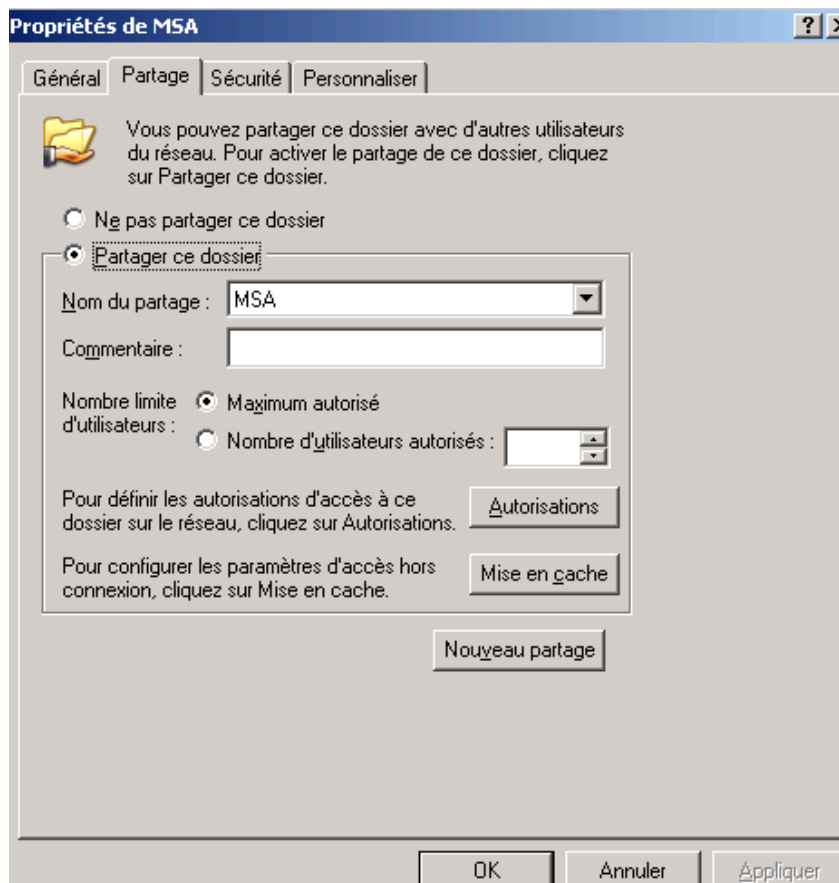 Propriétés de MSA
Général
Partage
Sécurité
Personnaliser
Vous pouvez partager ce dossier avec d'autres utilisateurs
du réseau. Pour activer le partage de ce dossier, cliquez
sur Partager ce dossier.
Ne pas partager ce dossier
Partager ce dossier
Nom du partage : MSA
Commentaire :
Nombre limite
d'utilisateurs :
Maximum autorisé
Nombre d'utilisateurs autorisés :
Pour définir les autorisations d'accès à ce
dossier sur le réseau, cliquez sur Autorisations.
Autorisations
Pour configurer les paramètres d'accès hors
connexion, cliquez sur Mise en cache.
Mise en cache
Nouveau partage
OK
Annuler
Appliquer